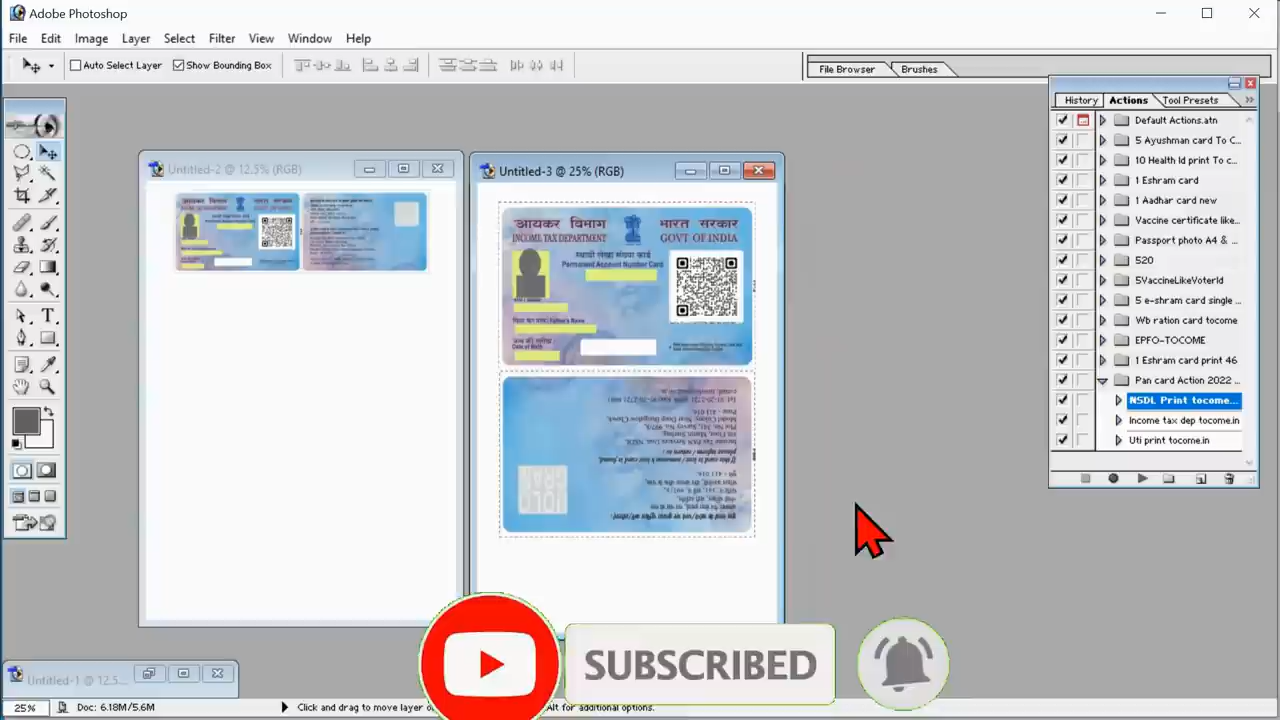 Adobe Photoshop
File Edit Image Layer Select Filter View Window Help
Auto Select Layer Show Bounding Box
File Browser Brushes
History Actions Tool Presets
Default Actions.atn
5 Ayushman card To C...
10 Health Id print To c...
1 Eshram card
1 Aadhar card new
Vaccine certificate like...
Passport photo A4 & ...
520
5VaccineLikeVoterId
5 e-shram card single ...
Wb ration card tocome
EPFO-TOCOME
1 Eshram card print 46
Pan card Action 2022 ...
NSDL Print tocome...
Income tax dep tocome.in
Uti print tocome.in
Untitled-2 @ 12.5% (RGB)
Untitled-3 @ 25% (RGB)
आयकर विभाग भारत सरकार
INCOME TAX DEPARTMENT GOVT OF INDIA
स्थायी लेखा संख्या कार्ड
Permanent Account Number Card
Father's Name
Date of Birth
SUBSCRIBED
Untitled-1 @ 12.5...
25% Doc: 6.18M/5.6M Click and drag to move layer o
Alt for additional options.